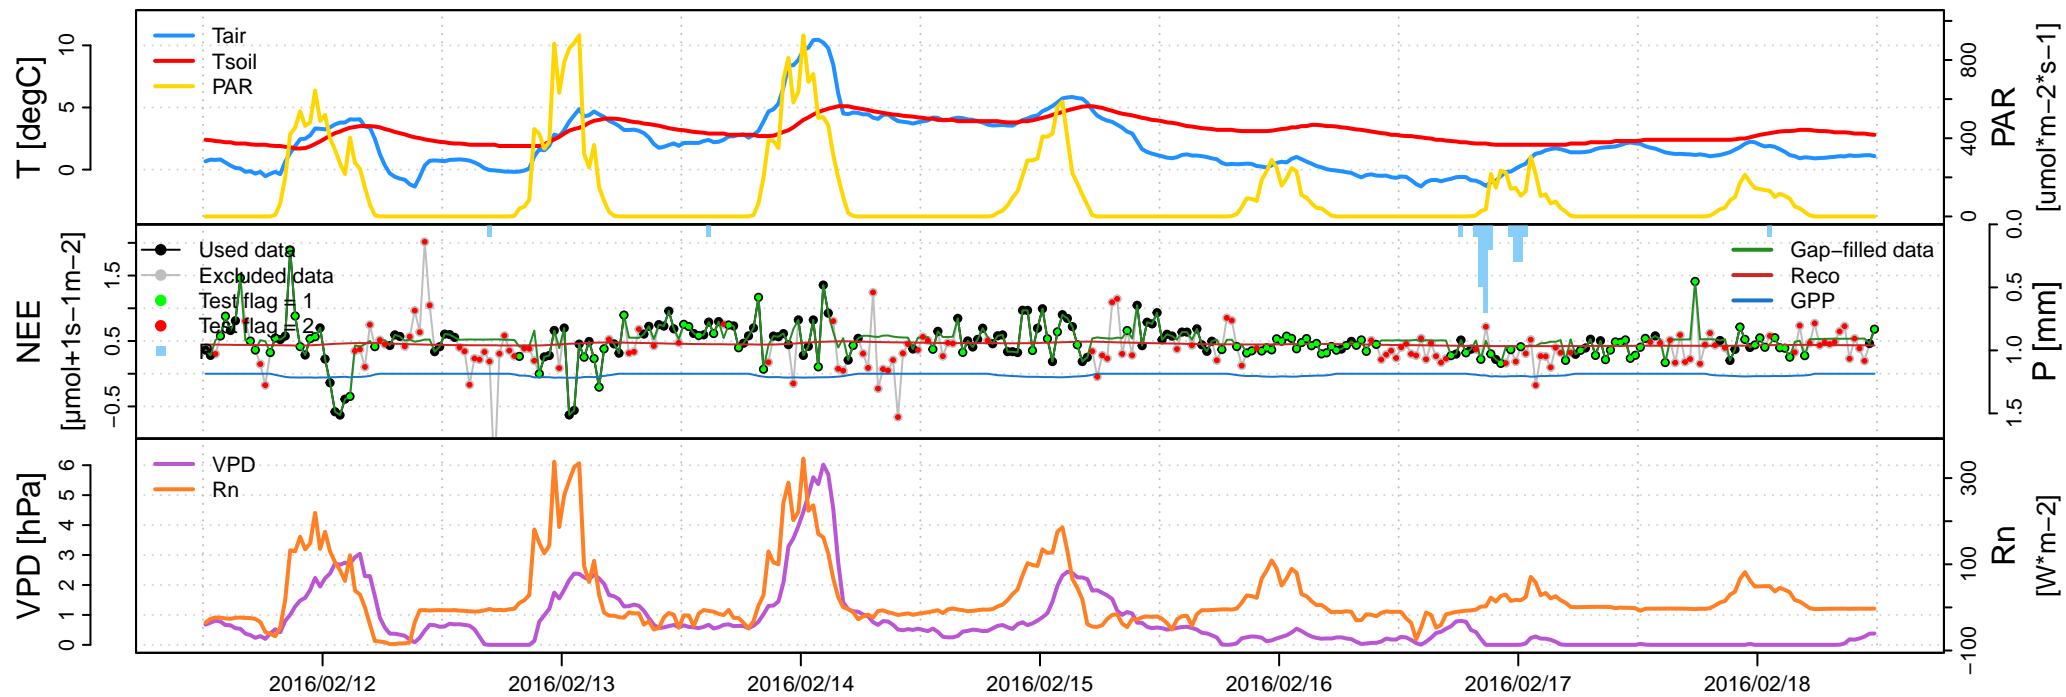 T [degC]
0
5
10
Tair
Tsoil
PAR
0
400
800
PAR
[umol*m-2*s-1]
NEE
[µmol+1s-1m-2]
-0.5
0.5
1.5
Used data
Excluded data
Test flag = 1
Test flag = 2
P
Gap-filled data
Reco
GPP
0.0
0.5
1.0
1.5
P [mm]
VPD [hPa]
0
1
2
3
4
5
6
VPD
Rn
-100
100
300
Rn
[W*m-2]
2016/02/12
2016/02/13
2016/02/14
2016/02/15
2016/02/16
2016/02/17
2016/02/18